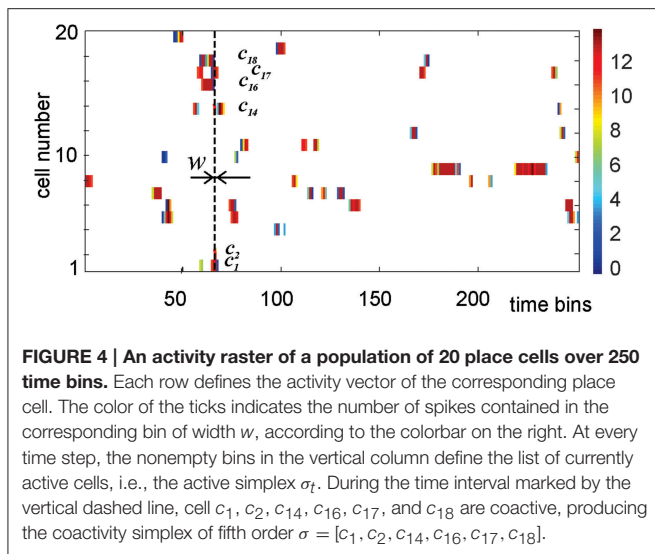 20
10
1
cell number
c18
c17
c16
c14
w
c2
c1
50
100
150
200
time bins
12
10
8
6
4
2
0
FIGURE 4 | An activity raster of a population of 20 place cells over 250
time bins. Each row defines the activity vector of the corresponding place
cell. The color of the ticks indicates the number of spikes contained in the
corresponding bin of width w, according to the colorbar on the right. At every
time step, the nonempty bins in the vertical column define the list of currently
active cells, i.e., the active simplex σt. During the time interval marked by the
vertical dashed line, cell c1, c2, c14, c16, c17, and c18 are coactive, producing
the coactivity simplex of fifth order σ = [c1, c2, c14, c16, c17, c18].